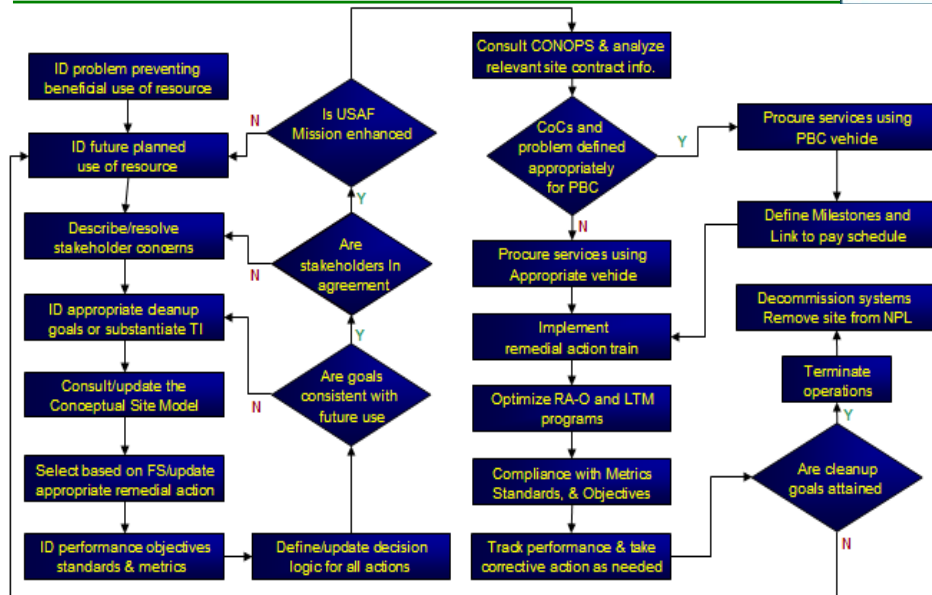 ID problem preventing
beneficial use of resource
ID future planned
use of resource
Describe/resolve
stakeholder concerns
ID appropriate cleanup
goals or substantiate TI
Consult/update the
Conceptual Site Model
Select based on FS/update
appropriate remedial action
ID performance objectives
standards & metrics
Define/update decision
logic for all actions
Are goals
consistent with
future use
N
Y
Are
stakeholders In
agreement
N
Y
Is USAF
Mission enhanced
N
Consult CONOPS & analyze
relevant site contract info.
CoCs and
problem defined
appropriately
for PBC
Y
N
Procure services using
PBC vehicle
Define Milestones and
Link to pay schedule
Procure services using
Appropriate vehicle
Implement
remedial action train
Optimize RA-O and LTM
programs
Compliance with Metrics
Standards, & Objectives
Track performance & take
corrective action as needed
Are cleanup
goals attained
Y
N
Terminate
operations
Decommission systems
Remove site from NPL